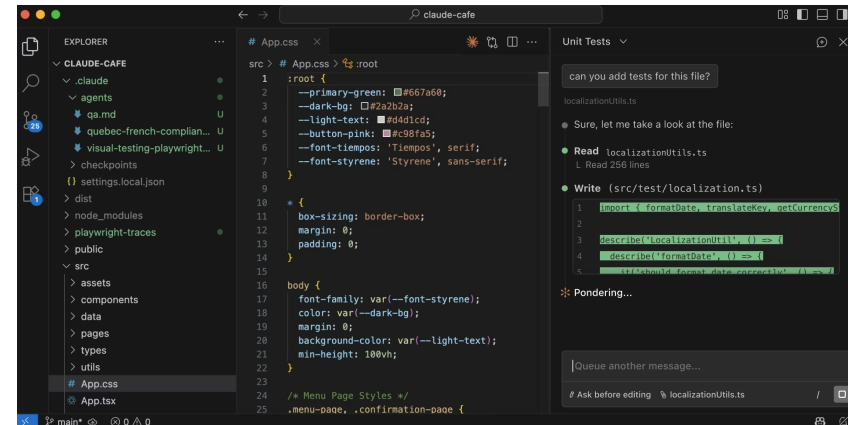 claude-cafe
EXPLORER
CLAUDE-CAFE
.claude
agents
qa.md U
quebec-french-complian... U
visual-testing-playwright... U
checkpoints
{} settings.local.json
dist
node_modules
playwright-traces
public
src
assets
components
data
pages
types
utils
# App.css
App.tsx
25
1
# App.css
src > # App.css > :root
1 :root {
2 --primary-green: #667a60;
3 --dark-bg: #2a2b2a;
4 --light-text: #d4d1cd;
5 --button-pink: #c98fa5;
6 --font-tiempos: 'Tiempos', serif;
7 --font-styrene: 'Styrene', sans-serif;
8 }
9
10 * {
11 box-sizing: border-box;
12 margin: 0;
13 padding: 0;
14 }
15
16 body {
17 font-family: var(--font-styrene);
18 color: var(--dark-bg);
19 margin: 0;
20 background-color: var(--light-text);
21 min-height: 100vh;
22 }
23
24 /* Menu Page Styles */
25 .menu-page, .confirmation-page {
Unit Tests
can you add tests for this file?
localizationUtils.ts
Sure, let me take a look at the file:
Read localizationUtils.ts
L Read 256 lines
Write (src/test/localization.ts)
1 import { formatDate, translateKey, getCurrencyS
2
3 describe('LocalizationUtil', () => {
4 describe('formatDate', () => {
5 it('should format date correctly', () => {
Pondering...
Queue another message...
Ask before editing localizationUtils.ts /
main* 0 0